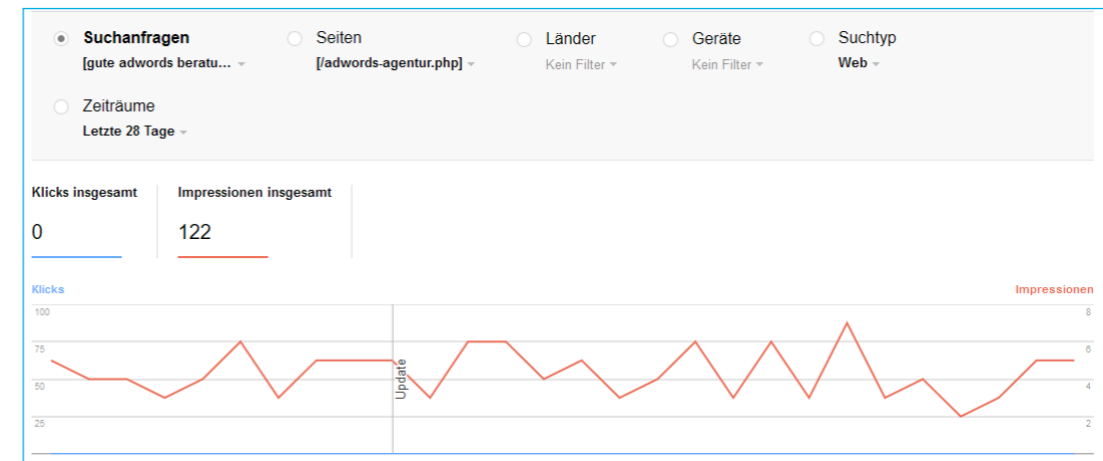 Suchanfragen Seiten Länder Geräte Suchtyp
[gute adwords beratu... [/adwords-agentur.php] Kein Filter Kein Filter Web
Zeiträume
Letzte 28 Tage
Klicks insgesamt Impressionen insgesamt
0 122
Klicks Impressionen
100 8
75 6
Update
50 4
25 2